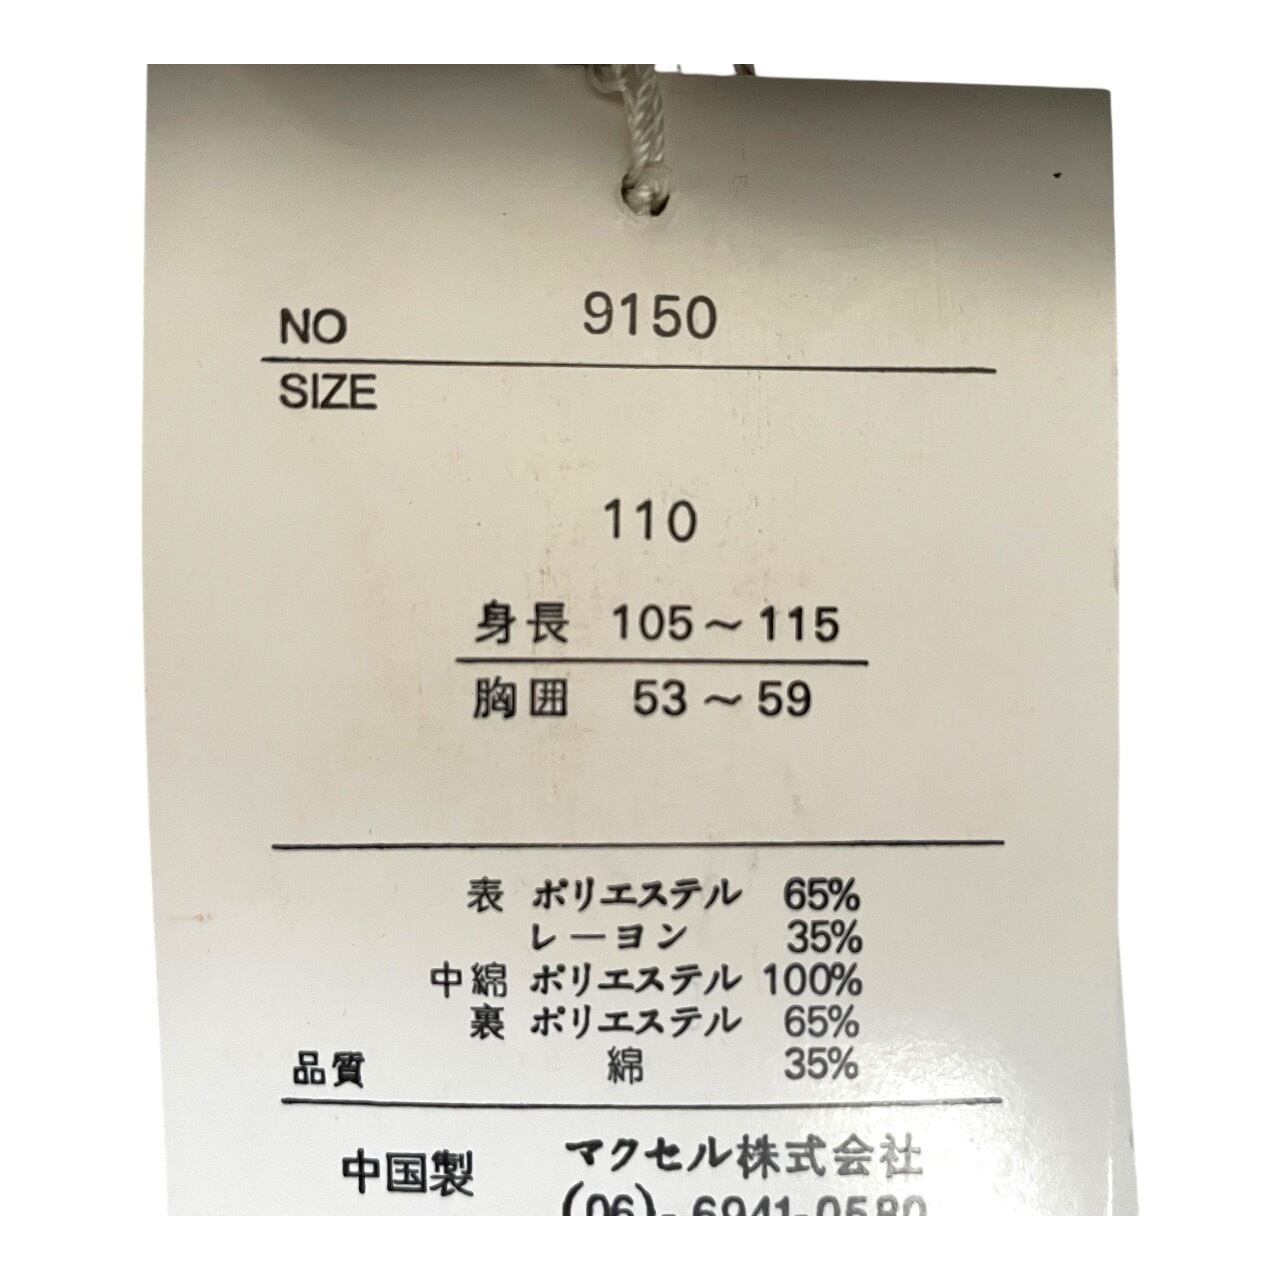 NO 9150
SIZE
110
身長 105～115
胸囲 53～59
表 ポリエステル 65%
レーヨン 35%
中綿 ポリエステル 100%
裏 ポリエステル 65%
品質 綿 35%
中国製 マクセル株式会社
(06)-6941-0580